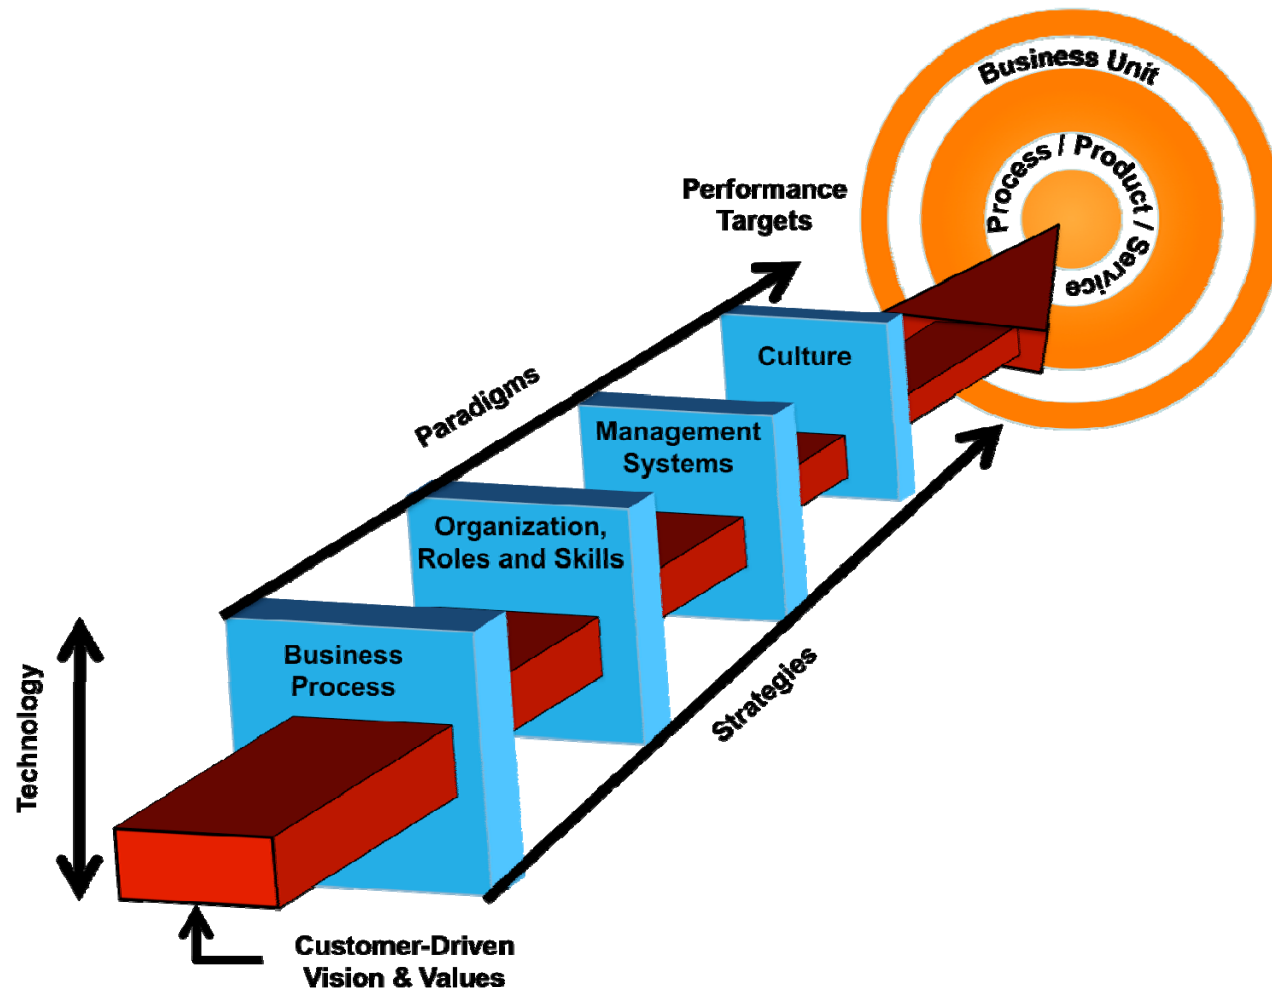 Business Unit
Process / Product / Service
Performance
Targets
Culture
Paradigms
Management
Systems
Organization,
Roles and Skills
Business
Process
Strategies
Technology
Customer-Driven
Vision & Values